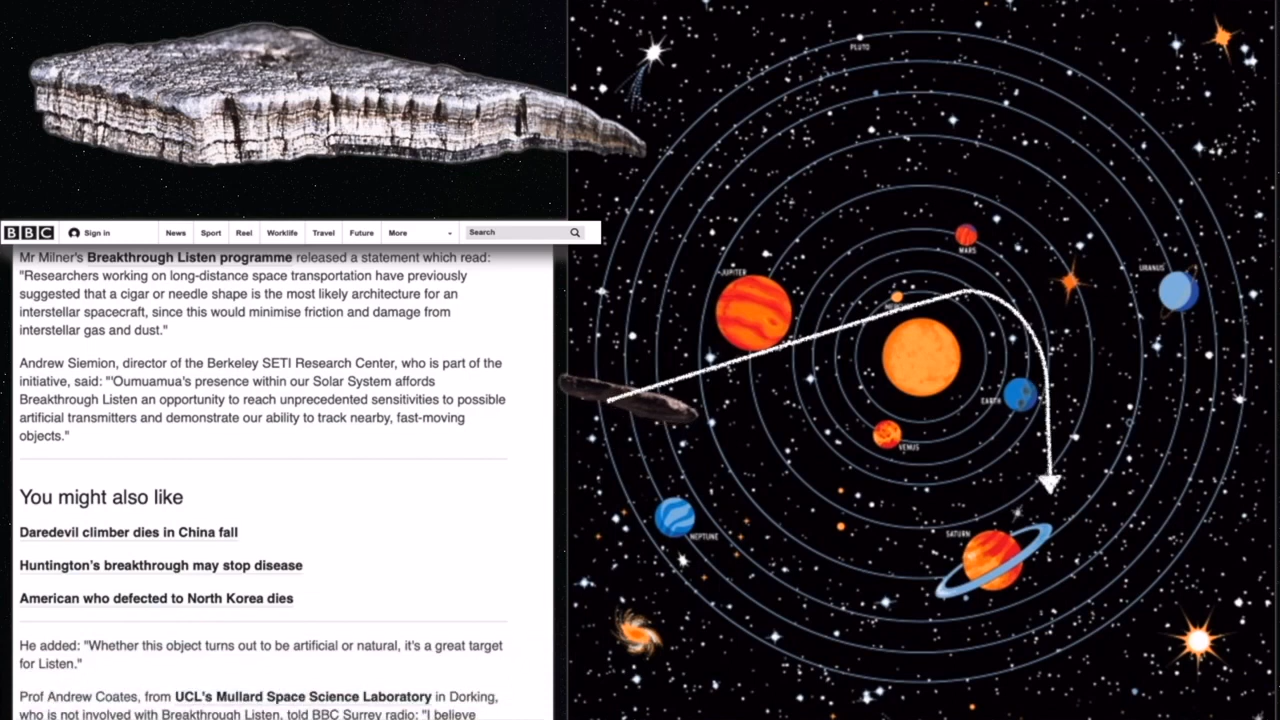 BBC Sign in News Sport Reel Worklife Travel Future More Search
Mr Milner's Breakthrough Listen programme released a statement which read:
"Researchers working on long-distance space transportation have previously
suggested that a cigar or needle shape is the most likely architecture for an
interstellar spacecraft, since this would minimise friction and damage from
interstellar gas and dust."
Andrew Siemion, director of the Berkeley SETI Research Center, who is part of the
initiative, said: "'Oumuamua's presence within our Solar System affords
Breakthrough Listen an opportunity to reach unprecedented sensitivities to possible
artificial transmitters and demonstrate our ability to track nearby, fast-moving
objects."
You might also like
Daredevil climber dies in China fall
Huntington's breakthrough may stop disease
American who defected to North Korea dies
He added: "Whether this object turns out to be artificial or natural, it's a great target
for Listen."
Prof Andrew Coates, from UCL's Mullard Space Science Laboratory in Dorking,
who is not involved with Breakthrough Listen, told BBC Surrey radio: "I believe
PLUTO
MARS
URANUS
JUPITER
EARTH
VENUS
NEPTUNE
SATURN